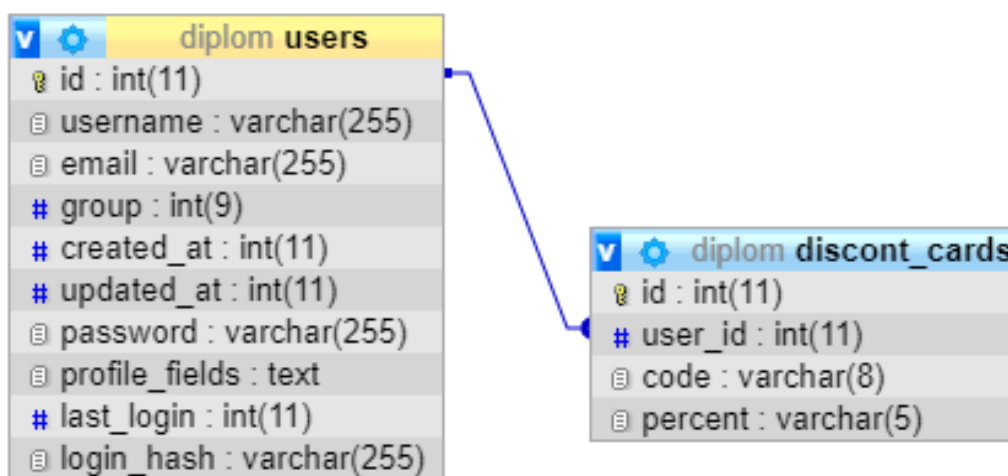 v diplom users
id : int(11)
username : varchar(255)
email : varchar(255)
# group : int(9)
# created_at : int(11)
# updated_at : int(11)
password : varchar(255)
profile_fields : text
# last_login : int(11)
login_hash : varchar(255)
v diplom discont_cards
id : int(11)
# user_id : int(11)
code : varchar(8)
percent : varchar(5)